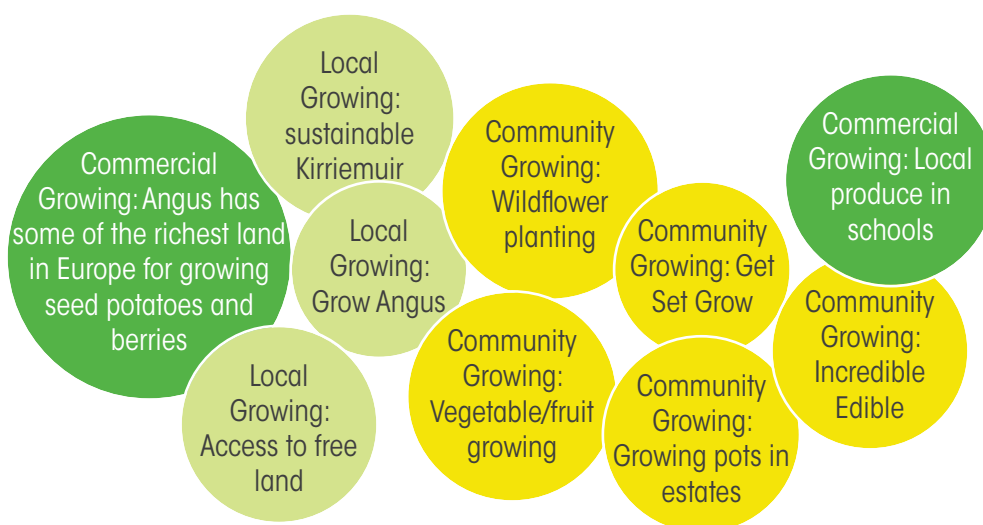 Commercial
Growing: Angus has
some of the richest land
in Europe for growing
seed potatoes and
berries
Local
Growing:
sustainable
Kirriemuir
Local
Growing:
Grow Angus
Local
Growing:
Access to free
land
Community
Growing:
Wildflower
planting
Community
Growing:
Vegetable/fruit
growing
Community
Growing: Get
Set Grow
Community
Growing:
Growing pots in
estates
Commercial
Growing: Local
produce in
schools
Community
Growing:
Incredible
Edible